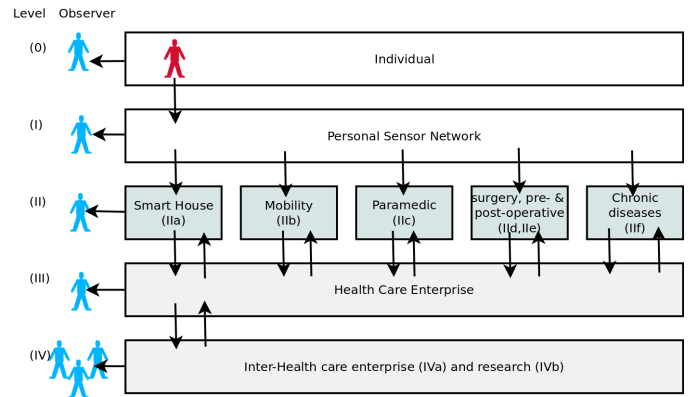 Level Observer
(0)
Individual
(I)
Personal Sensor Network
(II)
Smart House
(IIa)
Mobility
(IIb)
Paramedic
(IIc)
surgery, pre- &
post-operative
(IId,IIe)
Chronic
diseases
(IIf)
(III)
Health Care Enterprise
(IV)
Inter-Health care enterprise (IVa) and research (IVb)